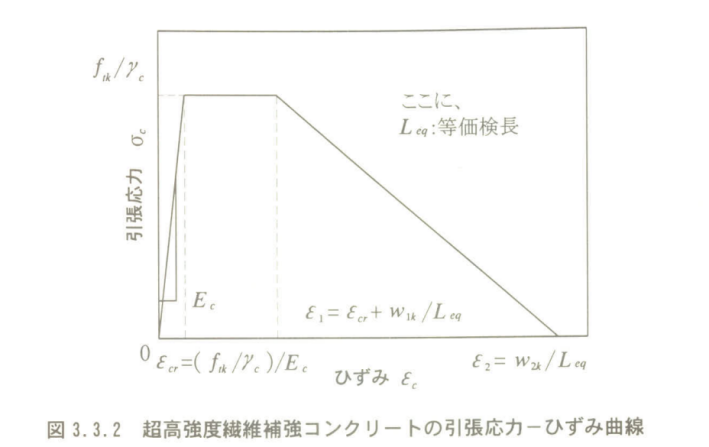 f_tk/γ_c
ここに、
L_eq:等価検長
引張応力 σ_c
E_c
ε_1= ε_cr+ w_1k/L_eq
0
ε_cr=( f_tk/γ_c )/E_c
ε_2= w_2k/L_eq
ひずみ ε_c
図 3.3.2 超高強度繊維補強コンクリートの引張応力－ひずみ曲線